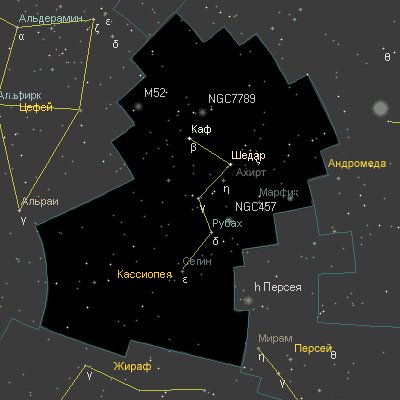 Альдерамин
α
ζ
ε
δ
θ
Альфирк
Цефей
M52
NGC7789
Каф
β
Шедар
ζ
Ахирт
Андромеда
η
Марфик
Альраи
γ
γ
NGC457
Рубах
δ
Сегин
Кассиопея
ε
h Персея
Мирам
η
Персей
θ
Жираф
γ
γ